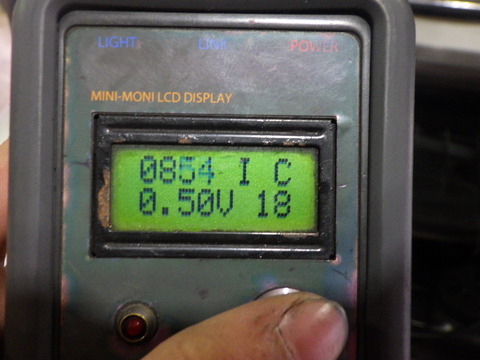 LIGHT LINK POWER
MINI-MONI LCD DISPLAY
0854 I C
0.50V 18